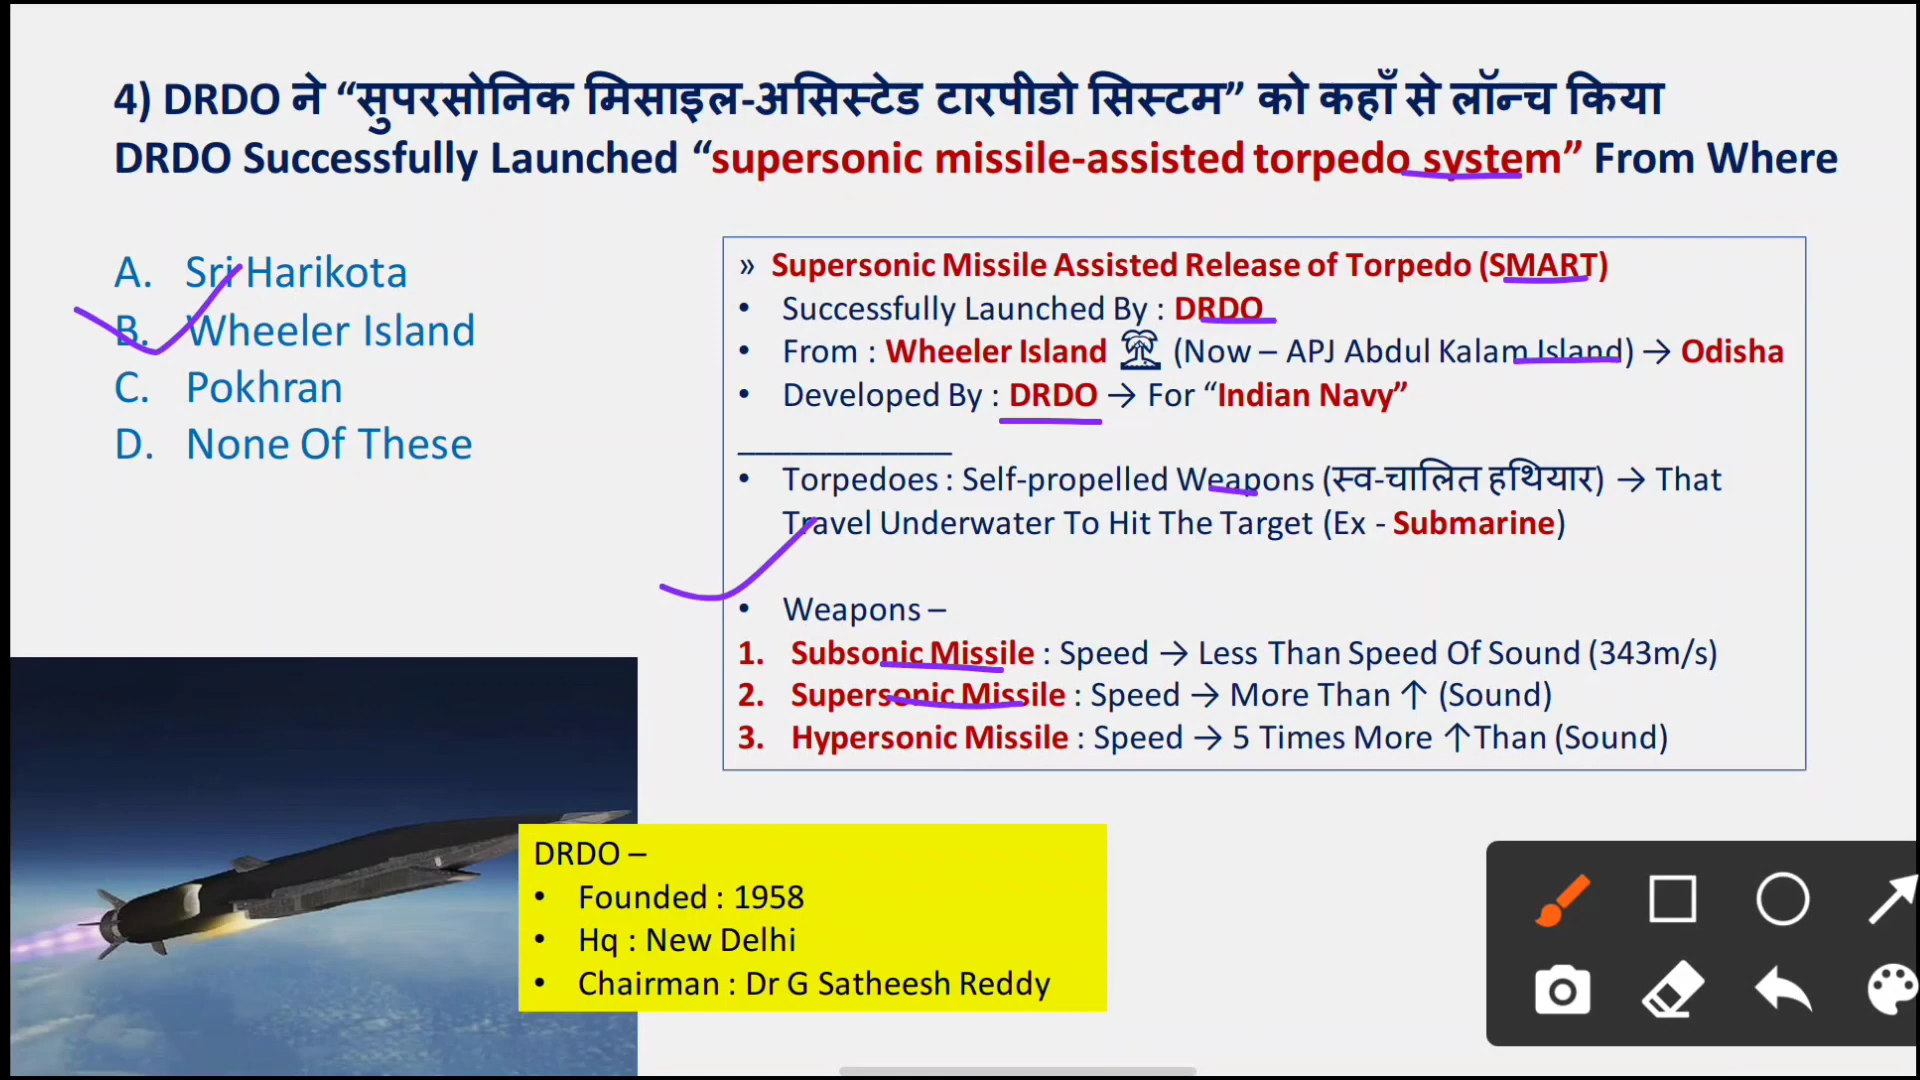 4) DRDO ने “सुपरसोनिक मिसाइल-असिस्टेड टारपीडो सिस्टम” को कहाँ से लॉन्च किया
DRDO Successfully Launched “supersonic missile-assisted torpedo system” From Where
A. Sri Harikota
B. Wheeler Island
C. Pokhran
D. None Of These
» Supersonic Missile Assisted Release of Torpedo (SMART)
• Successfully Launched By : DRDO
• From : Wheeler Island 🏝 (Now – APJ Abdul Kalam Island) → Odisha
• Developed By : DRDO → For “Indian Navy”
• Torpedoes : Self-propelled Weapons (स्व-चालित हथियार) → That
Travel Underwater To Hit The Target (Ex - Submarine)
• Weapons –
1. Subsonic Missile : Speed → Less Than Speed Of Sound (343m/s)
2. Supersonic Missile : Speed → More Than ↑ (Sound)
3. Hypersonic Missile : Speed → 5 Times More ↑Than (Sound)
DRDO –
• Founded : 1958
• Hq : New Delhi
• Chairman : Dr G Satheesh Reddy